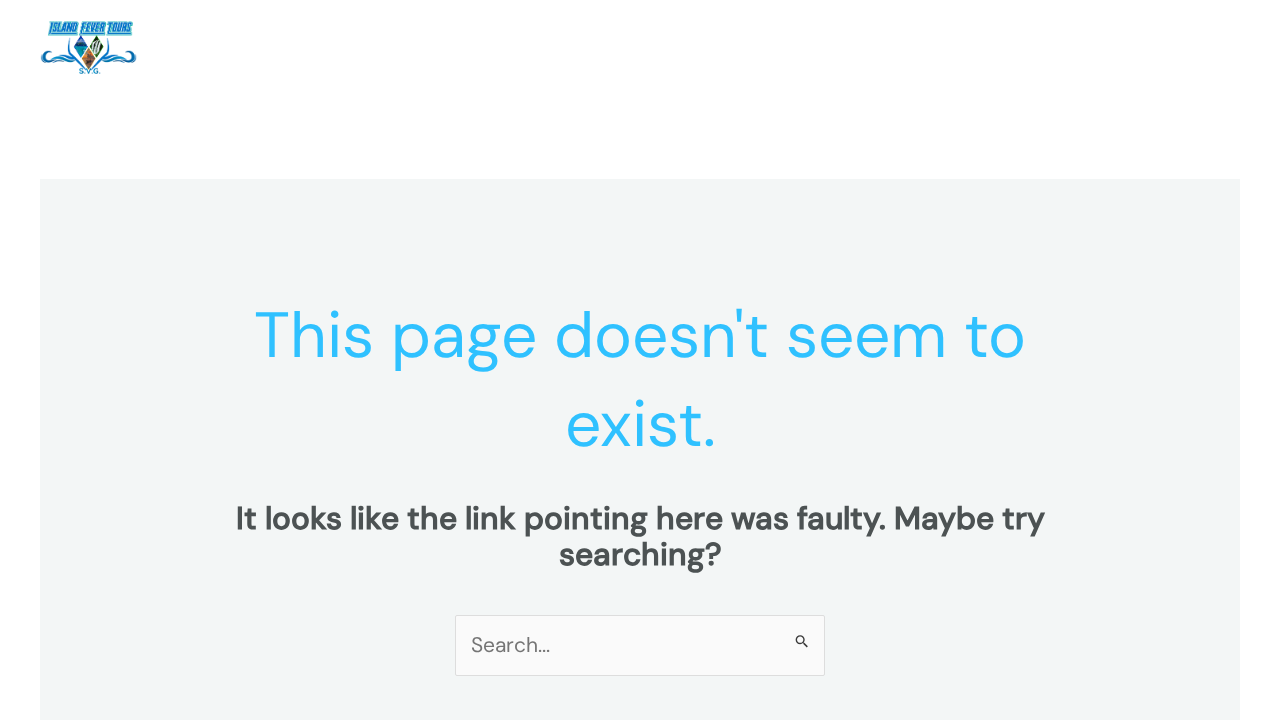 ISLAND FEVER TOURS
S.V.G.
This page doesn't seem to
exist.
It looks like the link pointing here was faulty. Maybe try
searching?
Search...